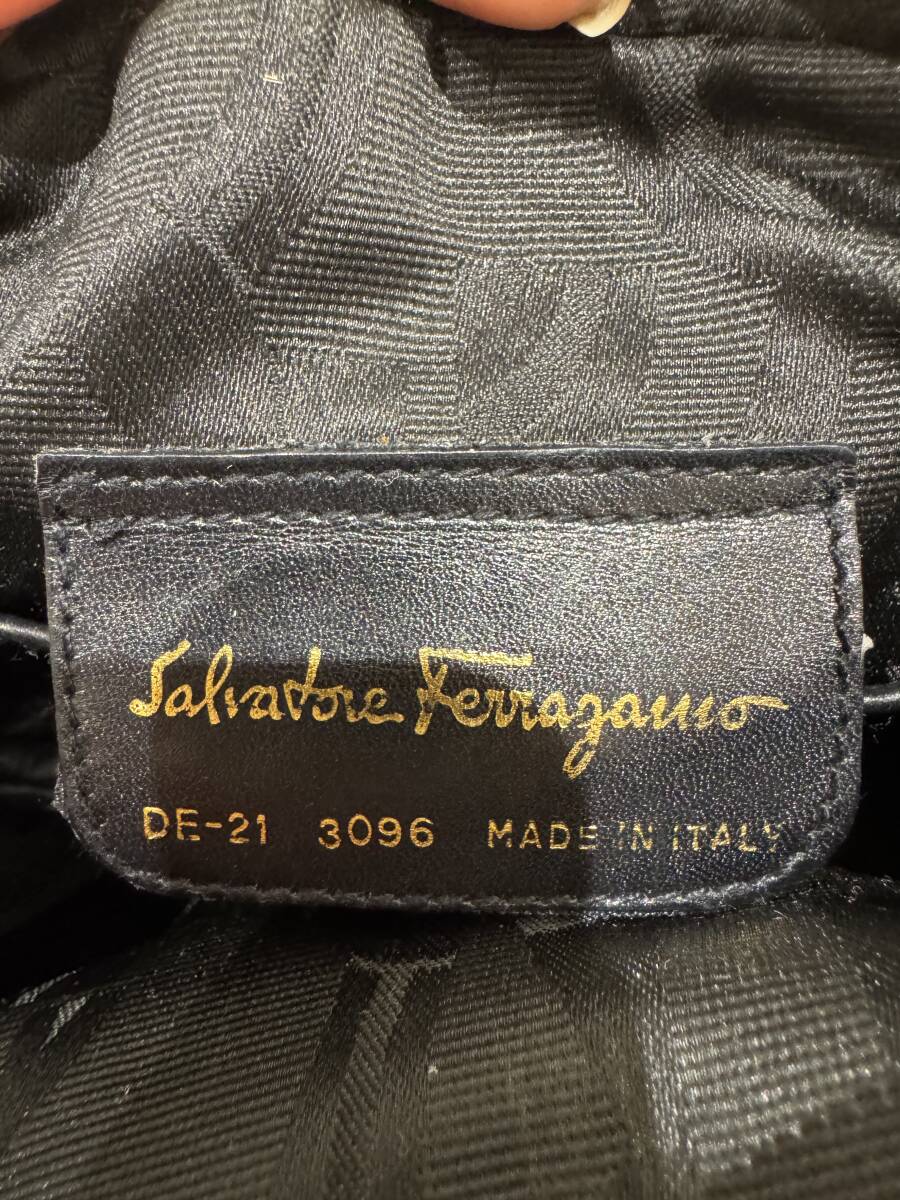 Salvatore Ferragamo
DE-21 3096 MADE IN ITALY